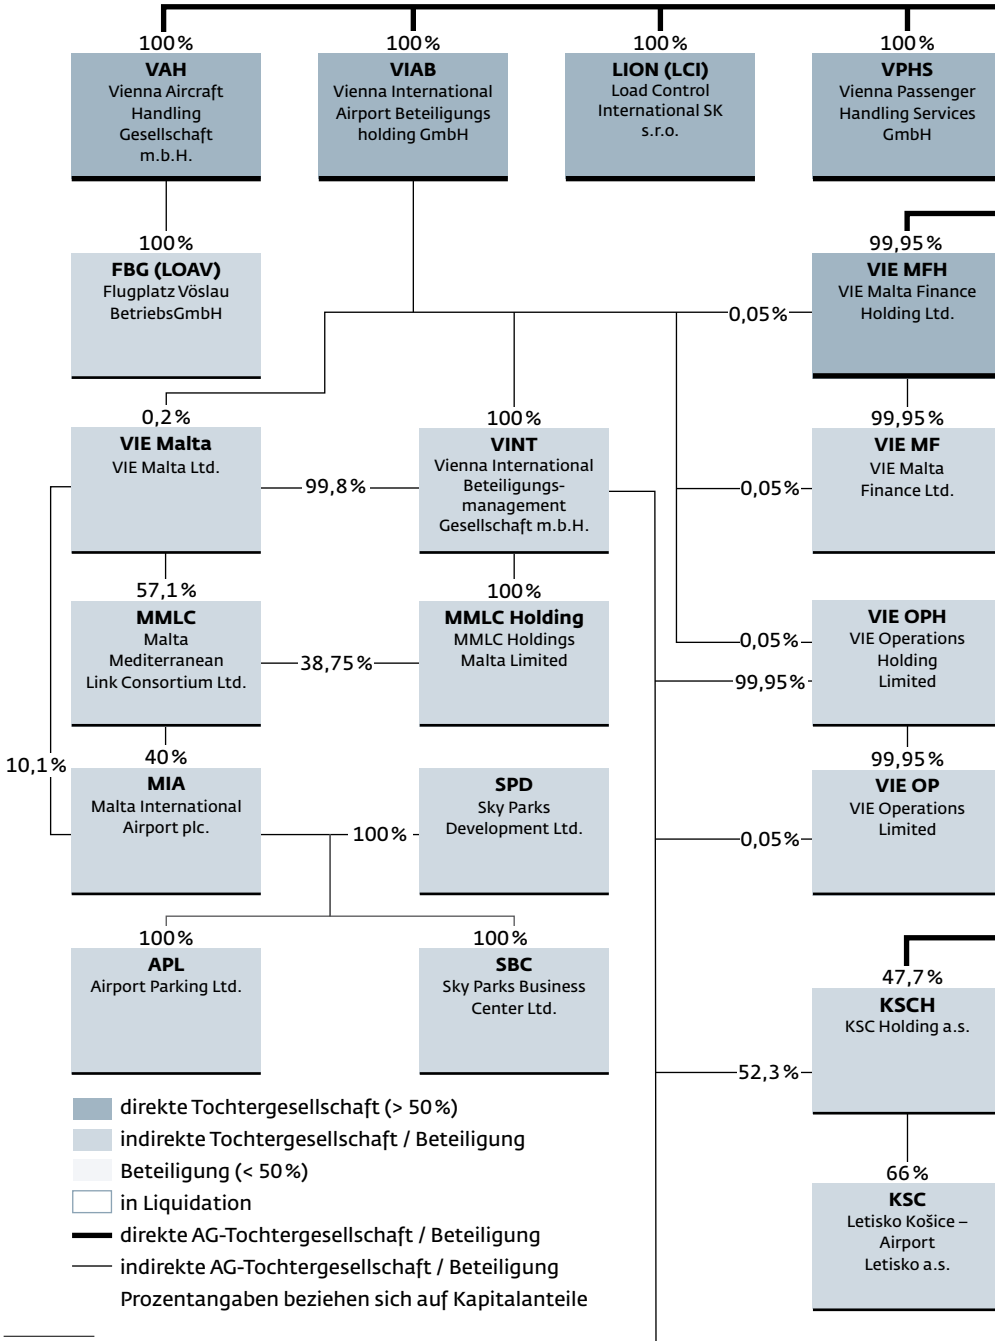 100 %
VAH
Vienna Aircraft
Handling
Gesellschaft
m.b.H.
100 %
VIAB
Vienna International
Airport Beteiligungs
holding GmbH
100 %
LION (LCI)
Load Control
International SK
s.r.o.
100 %
VPHS
Vienna Passenger
Handling Services
GmbH
100 %
FBG (LOAV)
Flugplatz Vöslau
BetriebsGmbH
0,05 %
99,95 %
VIE MFH
VIE Malta Finance
Holding Ltd.
0,2 %
VIE Malta
VIE Malta Ltd.
99,8 %
100 %
VINT
Vienna International
Beteiligungs-
management
Gesellschaft m.b.H.
0,05 %
99,95 %
VIE MF
VIE Malta
Finance Ltd.
57,1 %
MMLC
Malta
Mediterranean
Link Consortium Ltd.
38,75 %
100 %
MMLC Holding
MMLC Holdings
Malta Limited
0,05 %
99,95 %
VIE OPH
VIE Operations
Holding
Limited
10,1 %
40 %
MIA
Malta International
Airport plc.
100 %
SPD
Sky Parks
Development Ltd.
0,05 %
99,95 %
VIE OP
VIE Operations
Limited
100 %
APL
Airport Parking Ltd.
100 %
SBC
Sky Parks Business
Center Ltd.
52,3 %
47,7 %
KSCH
KSC Holding a.s.
66 %
KSC
Letisko Košice –
Airport
Letisko a.s.
direkte Tochtergesellschaft (> 50 %)
indirekte Tochtergesellschaft / Beteiligung
Beteiligung (< 50 %)
in Liquidation
direkte AG-Tochtergesellschaft / Beteiligung
indirekte AG-Tochtergesellschaft / Beteiligung
Prozentangaben beziehen sich auf Kapitalanteile